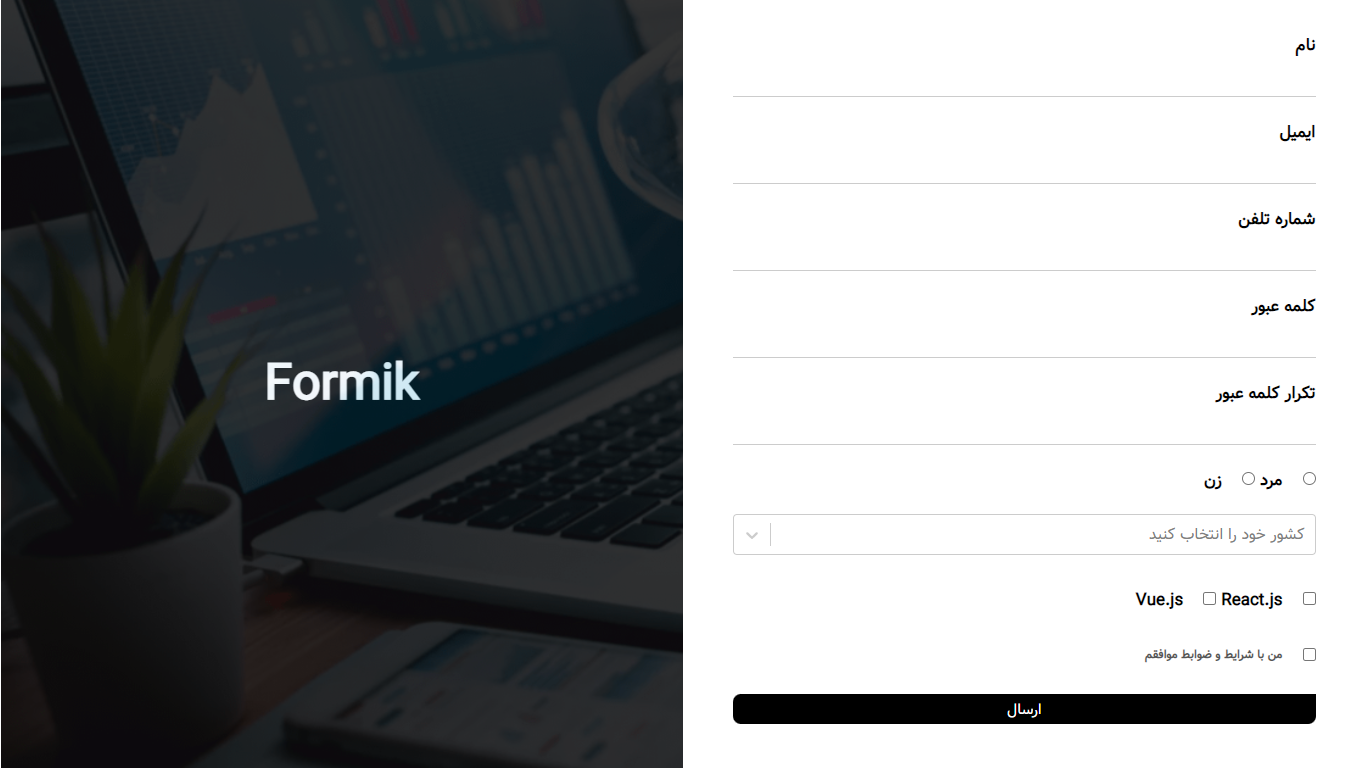 نام
ایمیل
شماره تلفن
کلمه عبور
تکرار کلمه عبور
مرد زن
کشور خود را انتخاب کنید
React.js Vue.js
من با شرایط و ضوابط موافقم
ارسال
Formik